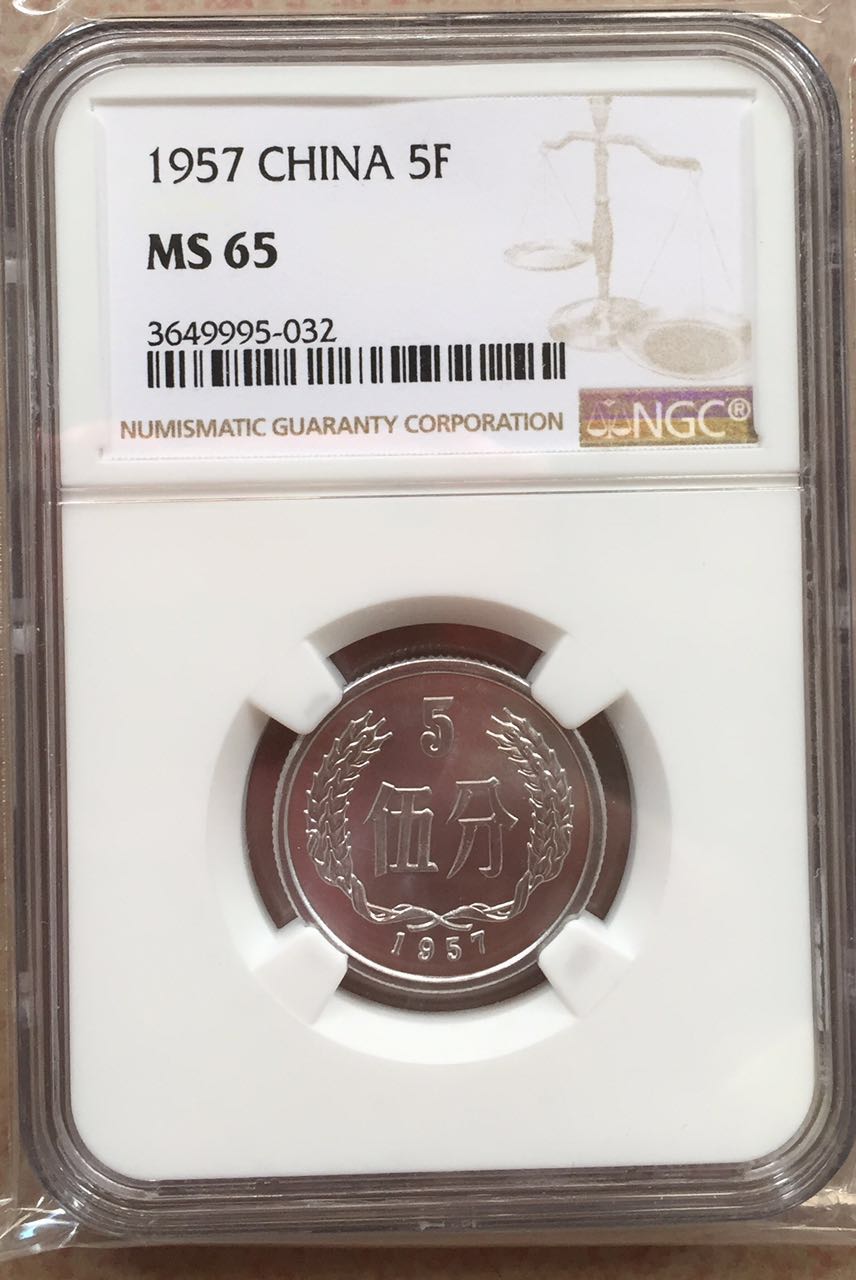 1957 CHINA 5F
MS 65
3649995-032
NUMISMATIC GUARANTY CORPORATION
NGC®
5
伍分
1957